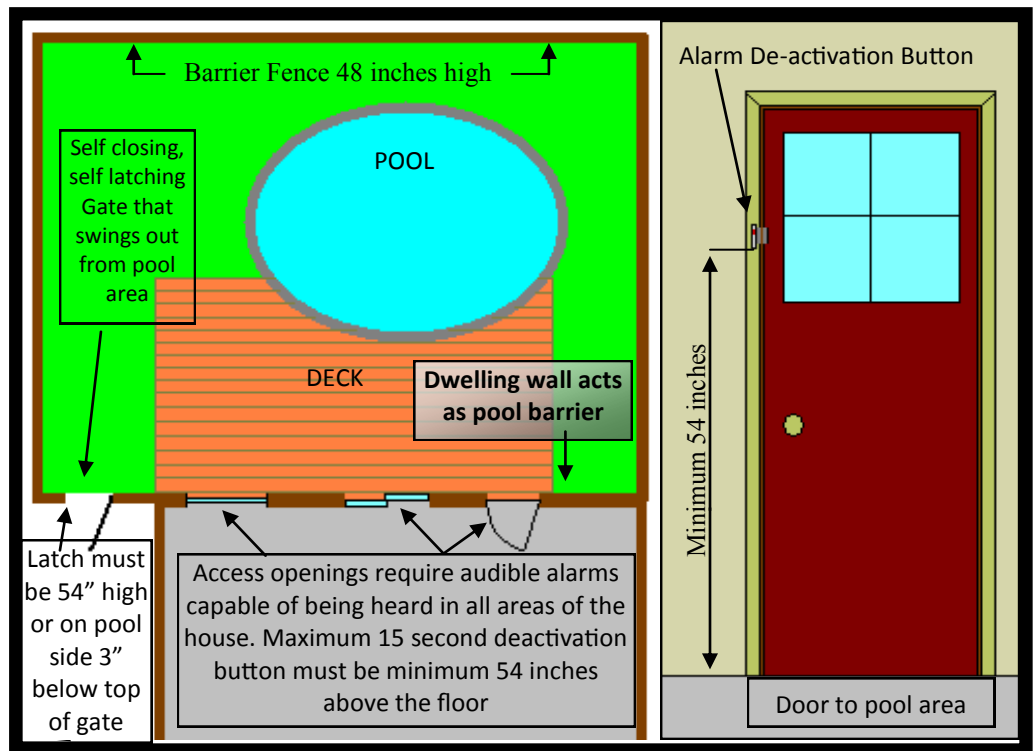 Barrier Fence 48 inches high
Self closing,
self latching
Gate that
swings out
from pool
area
POOL
DECK
Dwelling wall acts
as pool barrier
Latch must
be 54” high
or on pool
side 3”
below top
of gate
Access openings require audible alarms
capable of being heard in all areas of the
house. Maximum 15 second deactivation
button must be minimum 54 inches
above the floor
Alarm De-activation Button
Minimum 54 inches
Door to pool area